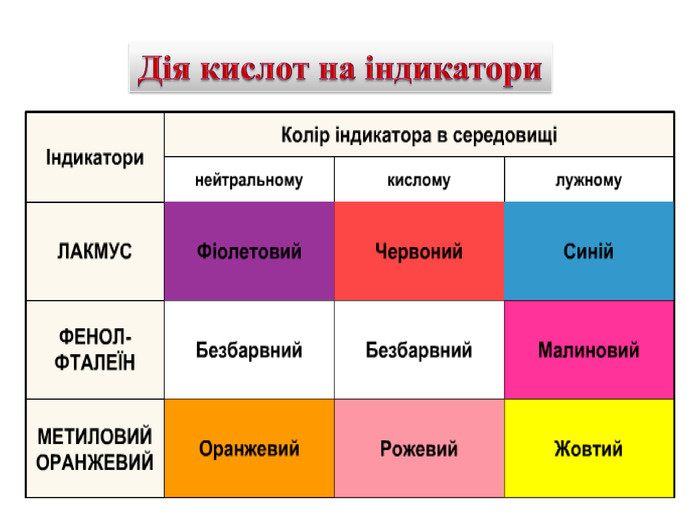 Дія кислот на індикатори
Індикатори
Колір індикатора в середовищі
нейтральному кислому лужному
ЛАКМУС Фіолетовий Червоний Синій
ФЕНОЛ-
ФТАЛЕЇН
Безбарвний Безбарвний Малиновий
МЕТИЛОВИЙ
ОРАНЖЕВИЙ
Оранжевий Рожевий Жовтий